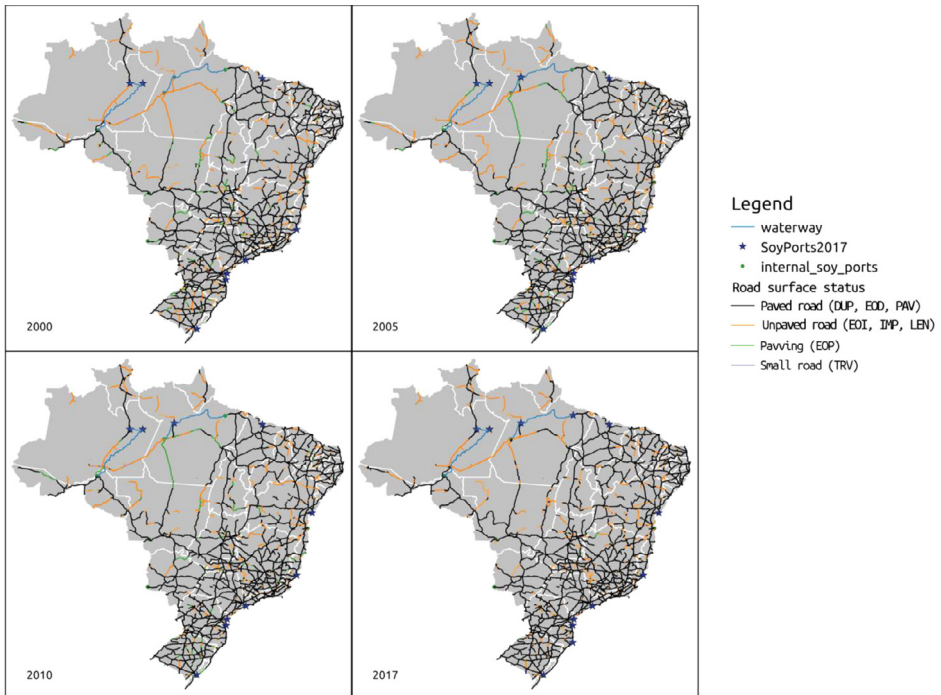 2000
2005
2010
2017
Legend
waterway
SoyPorts2017
internal_soy_ports
Road surface status
Paved road (DUP, EOD, PAV)
Unpaved road (EOI, IMP, LEN)
Pavving (EOP)
Small road (TRV)